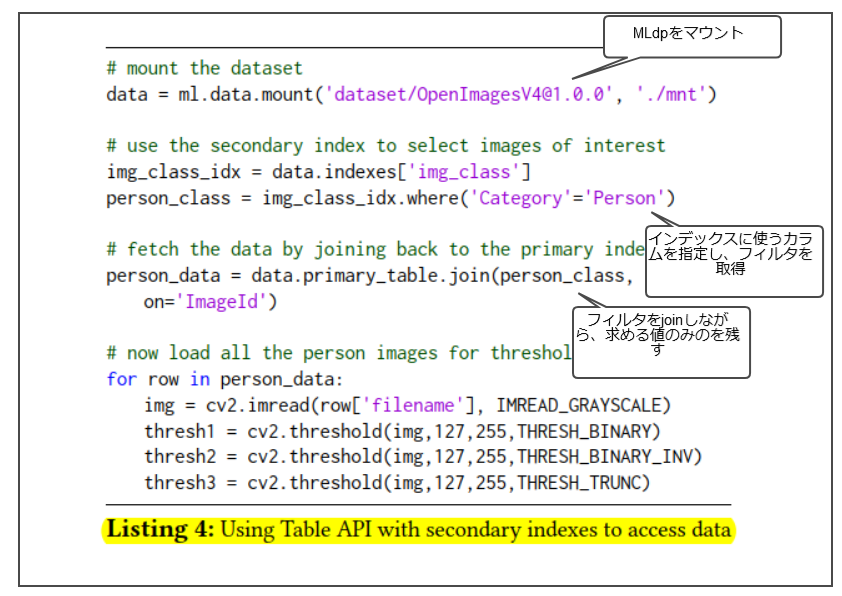 MLdpをマウント
# mount the dataset
data = ml.data.mount('dataset/OpenImagesV4@1.0.0', './mnt')
# use the secondary index to select images of interest
img_class_idx = data.indexes['img_class']
person_class = img_class_idx.where('Category'='Person')
インデックスに使うカラ
ムを指定し、フィルタを
取得
# fetch the data by joining back to the primary inde
person_data = data.primary_table.join(person_class,
on='ImageId')
フィルタをjoinしなが
ら、求める値のみのを残
す
# now load all the person images for threshol
for row in person_data:
img = cv2.imread(row['filename'], IMREAD_GRAYSCALE)
thresh1 = cv2.threshold(img,127,255,THRESH_BINARY)
thresh2 = cv2.threshold(img,127,255,THRESH_BINARY_INV)
thresh3 = cv2.threshold(img,127,255,THRESH_TRUNC)
Listing 4: Using Table API with secondary indexes to access data